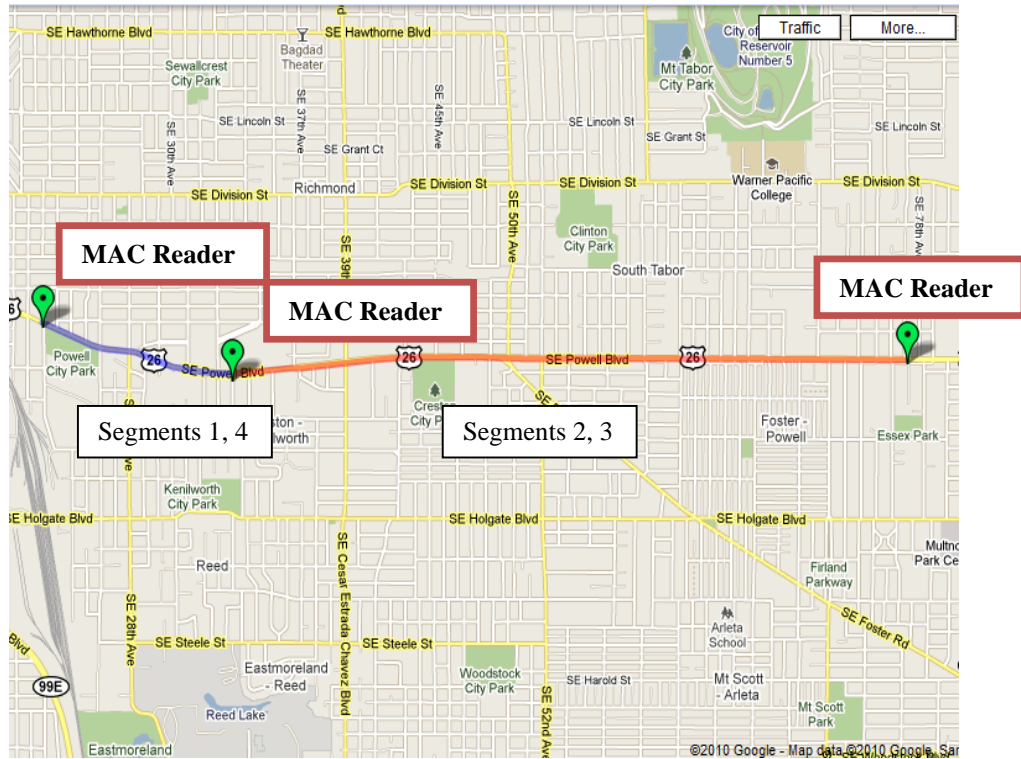 Traffic
More...
SE Hawthorne Blvd
SE Hawthorne Blvd
Bagdad
Theater
City of
Reservoir
Number 5
Sewallcrest
City Park
Mt Tabor
City Park
SE 30th Ave
SE 37th Ave
SE 45th Ave
SE Lincoln St
SE Lincoln St
SE Lincoln St
SE Grant St
SE Grant Ct
Warner Pacific
College
SE Division St
Richmond
SE Division St
SE Division St
SE Division St
SE 39th
SE 50th Ave
SE 78th Ave
Clinton
City Park
South Tabor
MAC Reader
MAC Reader
MAC Reader
26
26
26
Powell
City Park
SE Powell Blvd
SE Powell Blvd
Creston
City Park
SE
Segments 1, 4
Segments 2, 3
Foster -
Powell
Essex Park
Kenilworth
City Park
SE Holgate Blvd
SE Holgate Blvd
SE Holgate Blvd
Reed
SE Cesar Estrada Chavez Blvd
SE 28th Ave
Firland
Parkway
Arleta
School
SE Foster Rd
SE Steele St
SE Steele St
Eastmoreland
- Reed
Woodstock
City Park
SE Harold St
Mt Scott
- Arleta
SE 52nd Ave
99E
Blvd
Reed Lake
Mt Scott
Park
Eastmoreland
©2010 Google - Map data ©2010 Google, San